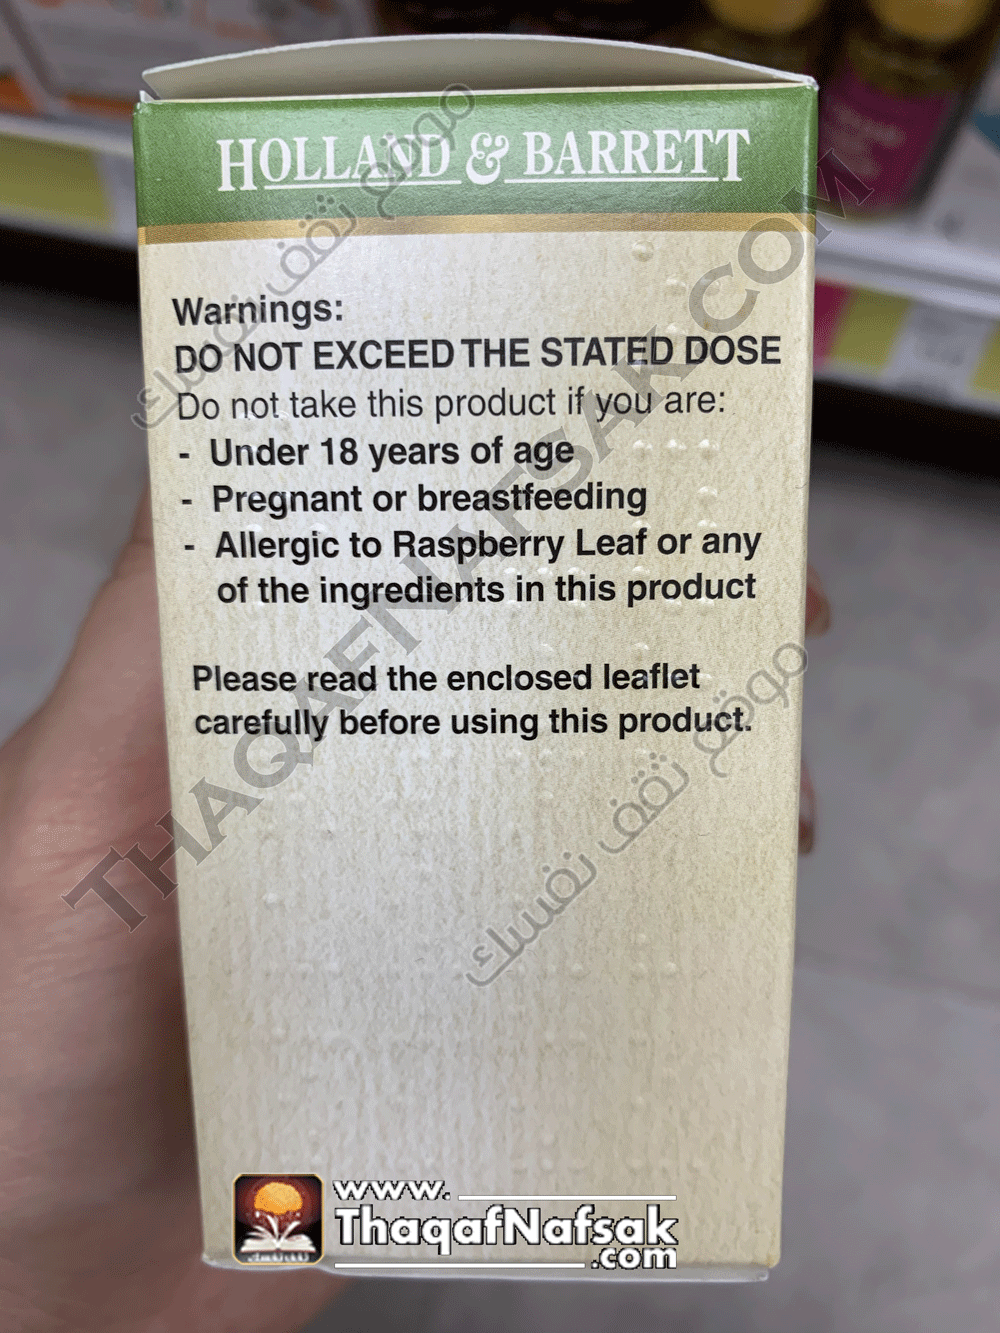 HOLLAND & BARRETT
Warnings:
DO NOT EXCEED THE STATED DOSE
Do not take this product if you are:
- Under 18 years of age
- Pregnant or breastfeeding
- Allergic to Raspberry Leaf or any
of the ingredients in this product
Please read the enclosed leaflet
carefully before using this product.
موقع ثقف نفسك
THAQAFNAFSAK.COM
موقع ثقف نفسك
www.
ThaqafNafsak
.com